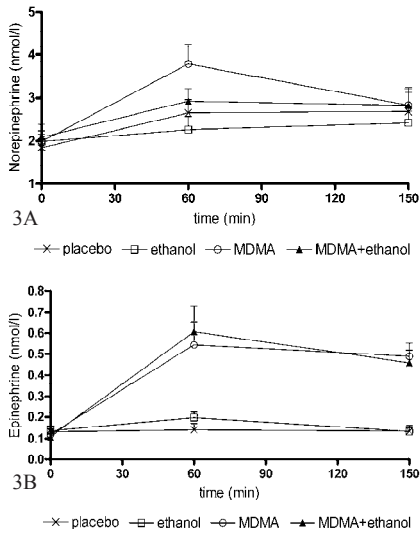 Norepinephrine (nmol/l)
5
4
3
2
1
0 30 60 90 120 150
time (min)
3A
placebo ethanol MDMA MDMA+ethanol
Epinephrine (nmol/l)
0.8
0.7
0.6
0.5
0.4
0.3
0.2
0.1
0.0
0 30 60 90 120 150
time (min)
3B
placebo ethanol MDMA MDMA+ethanol